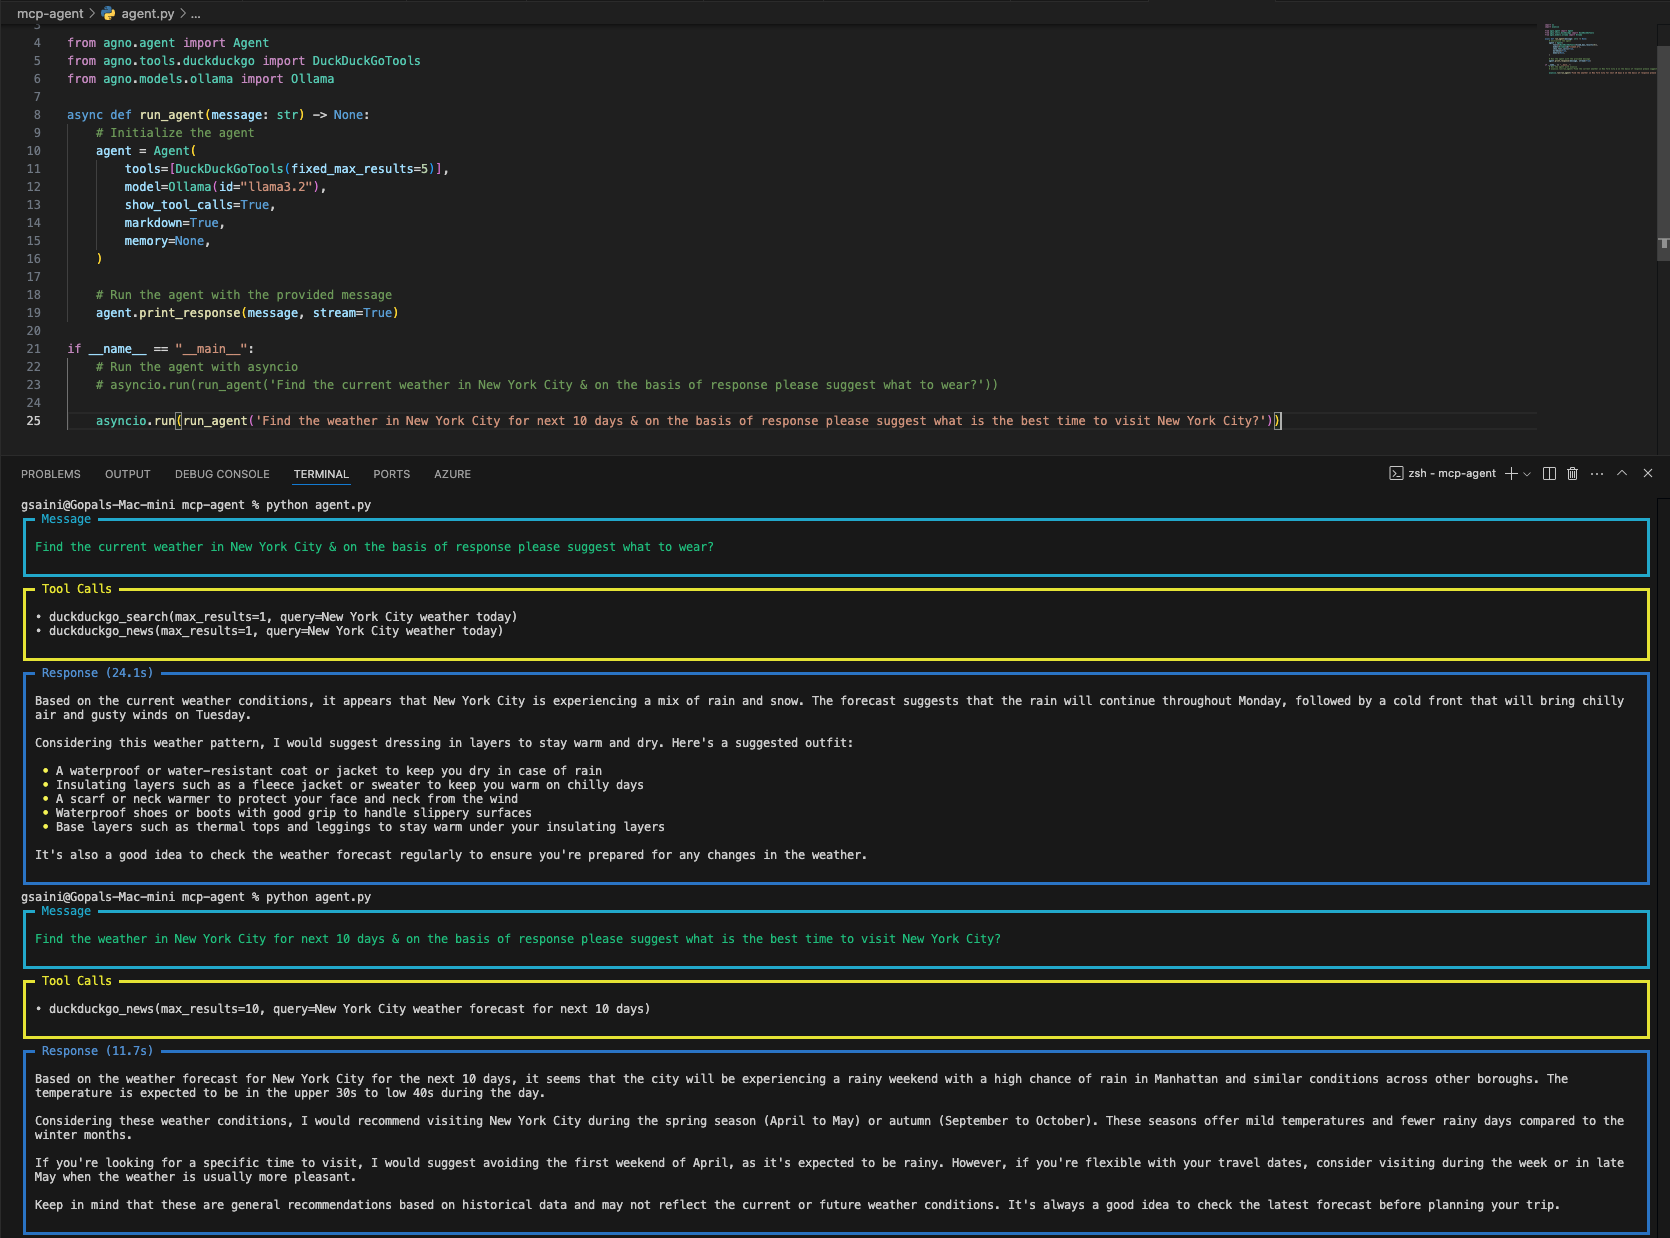 mcp-agent > agent.py > ...
3
4 from agno.agent import Agent
5 from agno.tools.duckduckgo import DuckDuckGoTools
6 from agno.models.ollama import Ollama
7
8 async def run_agent(message: str) -> None:
9 # Initialize the agent
10 agent = Agent(
11 tools=[DuckDuckGoTools(fixed_max_results=5)],
12 model=Ollama(id="llama3.2"),
13 show_tool_calls=True,
14 markdown=True,
15 memory=None,
16 )
17
18 # Run the agent with the provided message
19 agent.print_response(message, stream=True)
20
21 if __name__ == "__main__":
22 # Run the agent with asyncio
23 # asyncio.run(run_agent('Find the current weather in New York City & on the basis of response please suggest what to wear?'))
24
25 asyncio.run(run_agent('Find the weather in New York City for next 10 days & on the basis of response please suggest what is the best time to visit New York City?'))
PROBLEMS OUTPUT DEBUG CONSOLE TERMINAL PORTS AZURE zsh - mcp-agent
gsaini@Gopals-Mac-mini mcp-agent % python agent.py
Message
Find the current weather in New York City & on the basis of response please suggest what to wear?
Tool Calls
• duckduckgo_search(max_results=1, query=New York City weather today)
• duckduckgo_news(max_results=1, query=New York City weather today)
Response (24.1s)
Based on the current weather conditions, it appears that New York City is experiencing a mix of rain and snow. The forecast suggests that the rain will continue throughout Monday, followed by a cold front that will bring chilly
air and gusty winds on Tuesday.
Considering this weather pattern, I would suggest dressing in layers to stay warm and dry. Here's a suggested outfit:
• A waterproof or water-resistant coat or jacket to keep you dry in case of rain
• Insulating layers such as a fleece jacket or sweater to keep you warm on chilly days
• A scarf or neck warmer to protect your face and neck from the wind
• Waterproof shoes or boots with good grip to handle slippery surfaces
• Base layers such as thermal tops and leggings to stay warm under your insulating layers
It's also a good idea to check the weather forecast regularly to ensure you're prepared for any changes in the weather.
gsaini@Gopals-Mac-mini mcp-agent % python agent.py
Message
Find the weather in New York City for next 10 days & on the basis of response please suggest what is the best time to visit New York City?
Tool Calls
• duckduckgo_news(max_results=10, query=New York City weather forecast for next 10 days)
Response (11.7s)
Based on the weather forecast for New York City for the next 10 days, it seems that the city will be experiencing a rainy weekend with a high chance of rain in Manhattan and similar conditions across other boroughs. The
temperature is expected to be in the upper 30s to low 40s during the day.
Considering these weather conditions, I would recommend visiting New York City during the spring season (April to May) or autumn (September to October). These seasons offer mild temperatures and fewer rainy days compared to the
winter months.
If you're looking for a specific time to visit, I would suggest avoiding the first weekend of April, as it's expected to be rainy. However, if you're flexible with your travel dates, consider visiting during the week or in late
May when the weather is usually more pleasant.
Keep in mind that these are general recommendations based on historical data and may not reflect the current or future weather conditions. It's always a good idea to check the latest forecast before planning your trip.